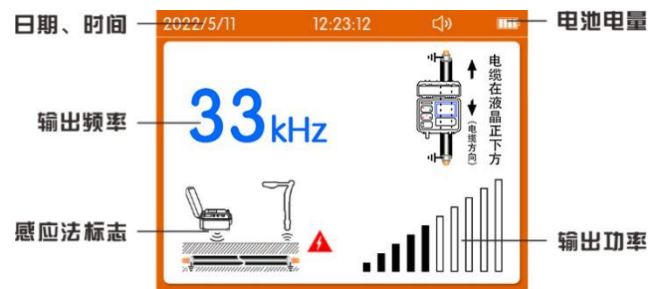 日期、时间
2022/5/11
12:23:12
电池电量
输出频率
33kHz
电缆在液晶正下方
(电缆方向)
感应法标志
输出功率